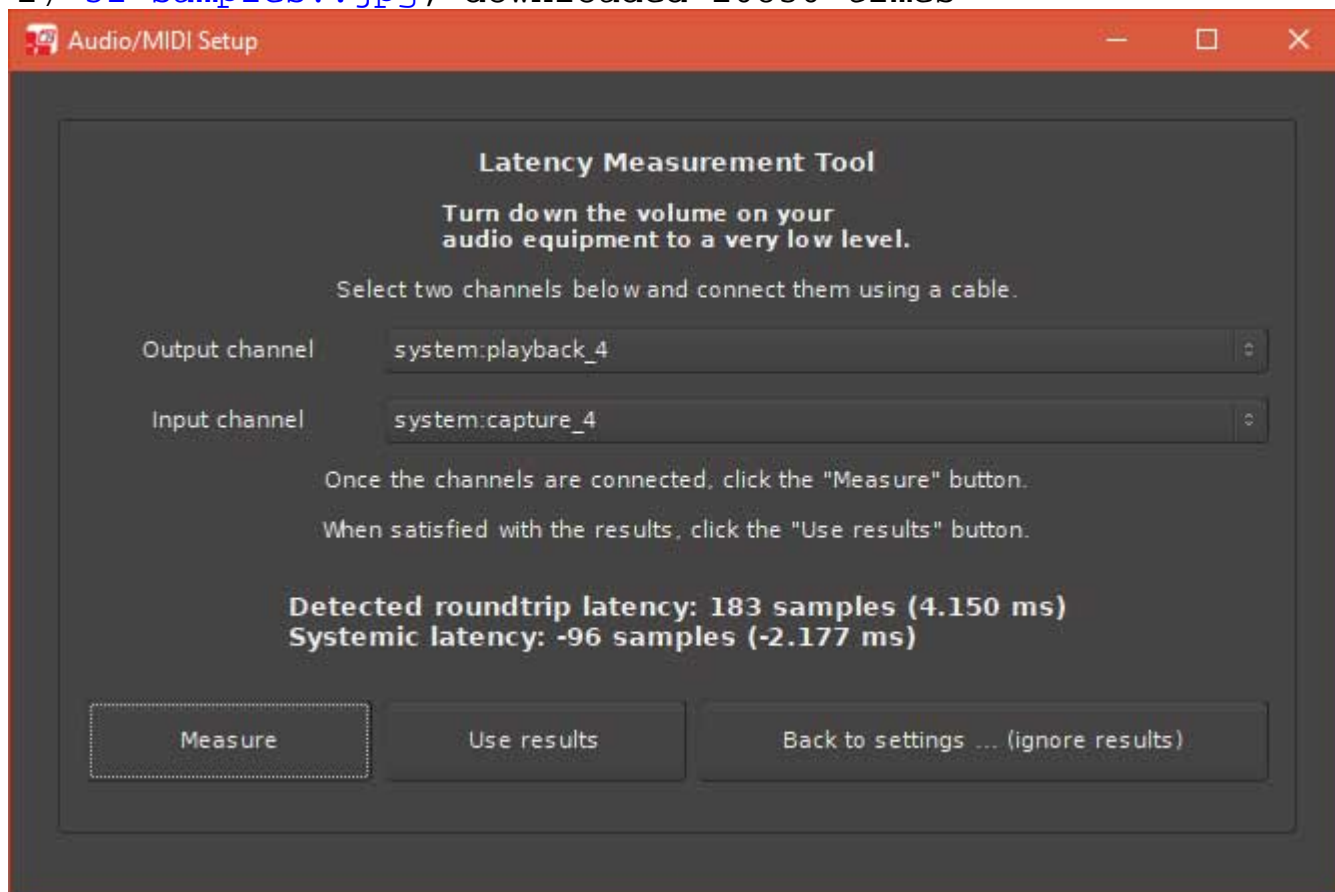 Audio/MIDI Setup
Latency Measurement Tool
Turn down the volume on your
audio equipment to a very low level.
Select two channels below and connect them using a cable.
Output channel system:playback_4
Input channel system:capture_4
Once the channels are connected, click the "Measure" button.
When satisfied with the results, click the "Use results" button.
Detected roundtrip latency: 183 samples (4.150 ms)
Systemic latency: -96 samples (-2.177 ms)
Measure Use results Back to settings ... (ignore results)